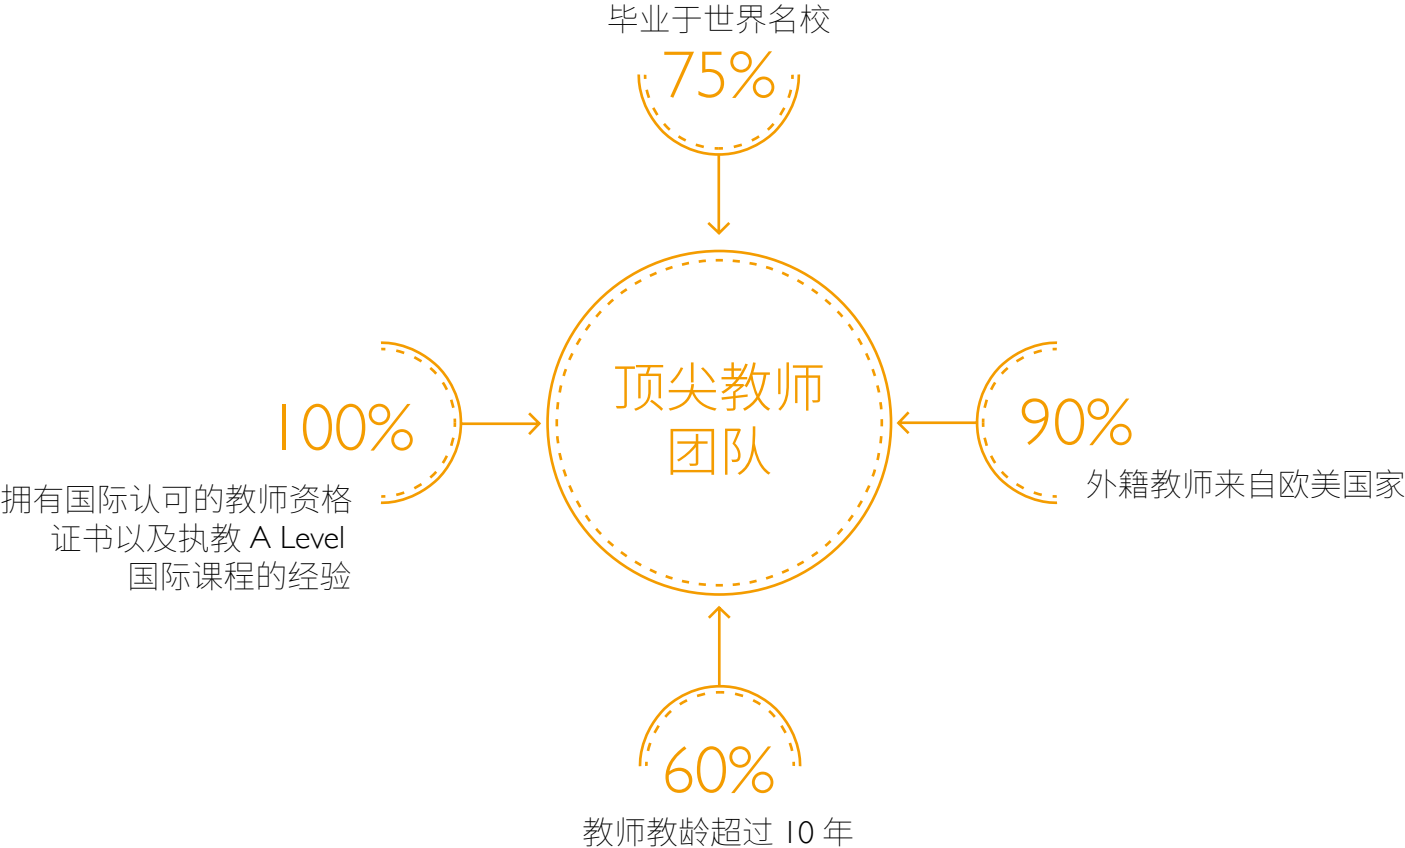 毕业于世界名校
75%
顶尖教师
团队
100%
拥有国际认可的教师资格
证书以及执教 A Level
国际课程的经验
90%
外籍教师来自欧美国家
60%
教师教龄超过 10 年